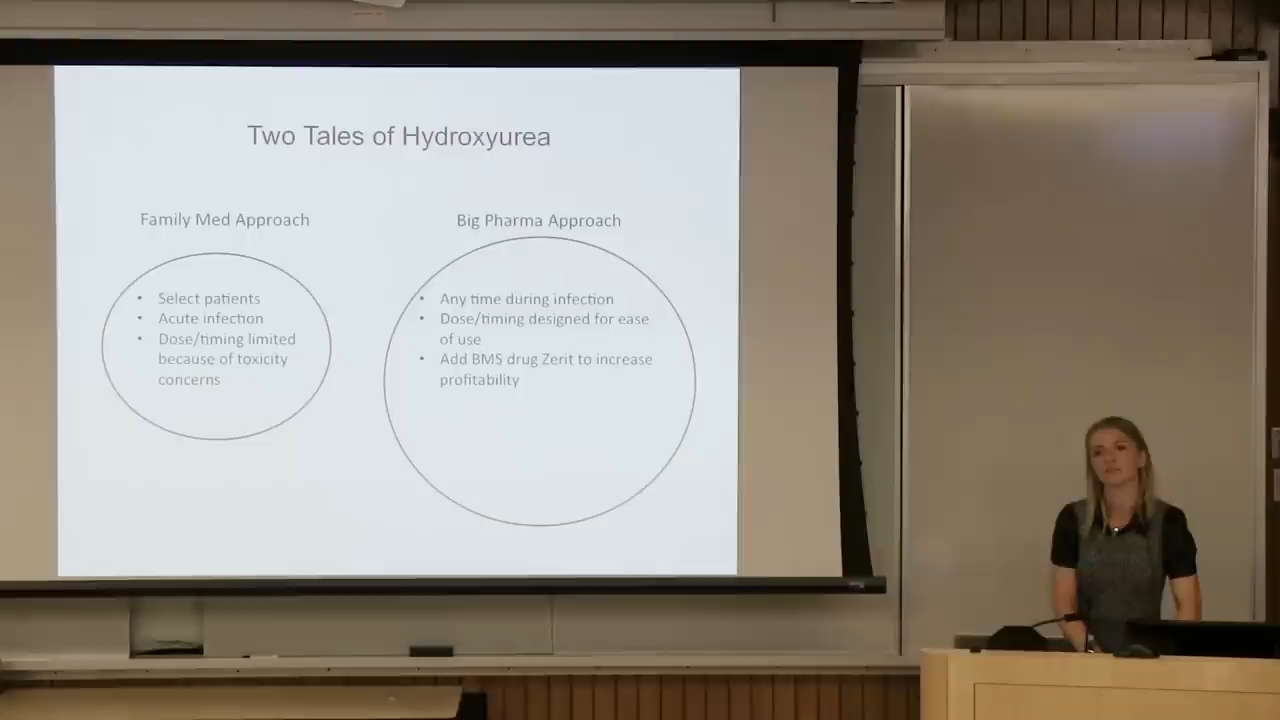 Two Tales of Hydroxyurea
Family Med Approach
• Select patients
• Acute infection
• Dose/timing limited
because of toxicity
concerns
Big Pharma Approach
• Any time during infection
• Dose/timing designed for ease
of use
• Add BMS drug Zerit to increase
profitability